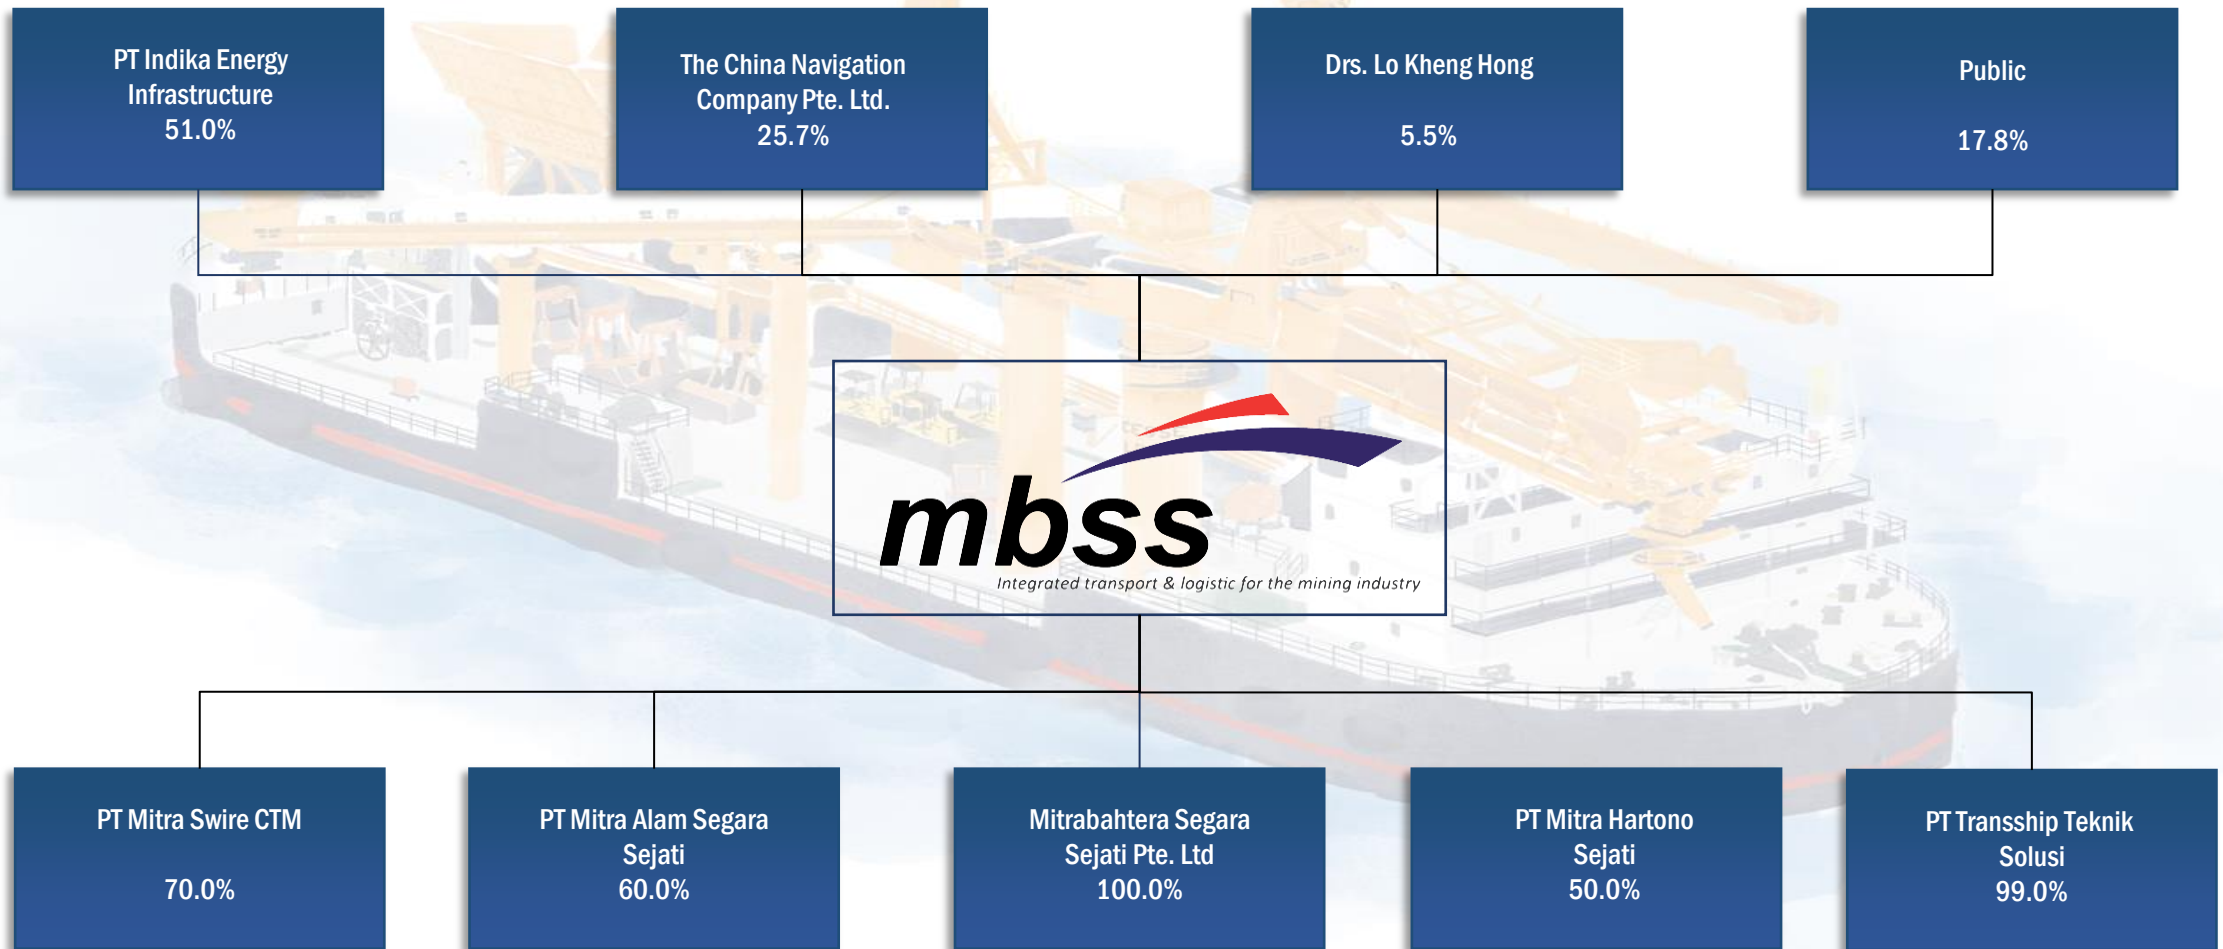 PT Indika Energy
Infrastructure
51.0%
The China Navigation
Company Pte. Ltd.
25.7%
Drs. Lo Kheng Hong
5.5%
Public
17.8%
mbss
Integrated transport & logistic for the mining industry
PT Mitra Swire CTM
70.0%
PT Mitra Alam Segara
Sejati
60.0%
Mitrabahtera Segara
Sejati Pte. Ltd
100.0%
PT Mitra Hartono
Sejati
50.0%
PT Transship Teknik
Solusi
99.0%